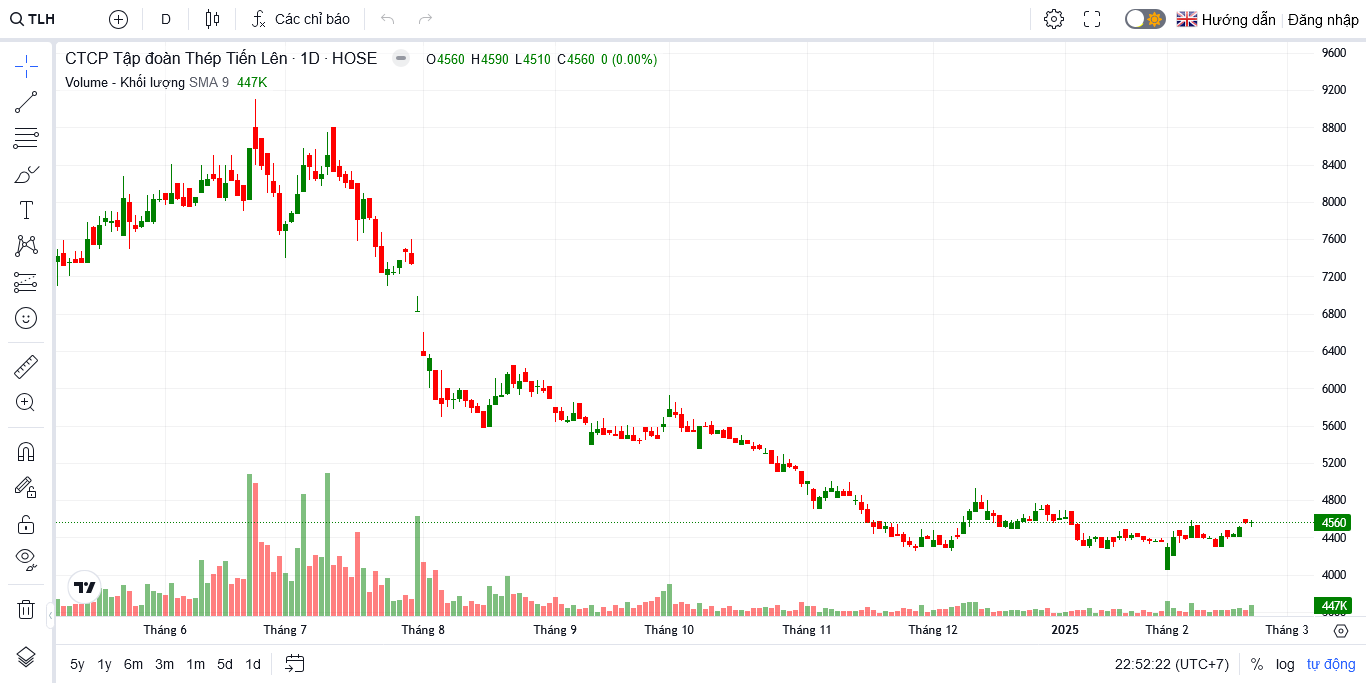 TLH D Các chỉ báo Hướng dẫn Đăng nhập
CTCP Tập đoàn Thép Tiến Lên · 1D · HOSE O4560 H4590 L4510 C4560 0 (0.00%)
Volume - Khối lượng SMA 9 447K
9600
9200
8800
8400
8000
7600
7200
6800
6400
6000
5600
5200
4800
4560
4400
4000
447K
Tháng 6 Tháng 7 Tháng 8 Tháng 9 Tháng 10 Tháng 11 Tháng 12 2025 Tháng 2 Tháng 3
5y 1y 6m 3m 1m 5d 1d 22:52:22 (UTC+7) % log tự động